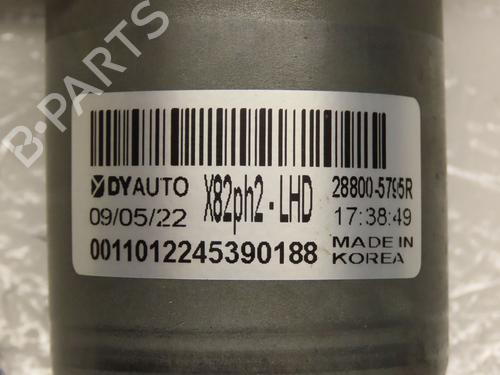 B-PARTS
DYAUTO
09/05/22
X82ph2 - LHD
28800-5795R
17:38:49
0011012245390188
MADE IN
KOREA